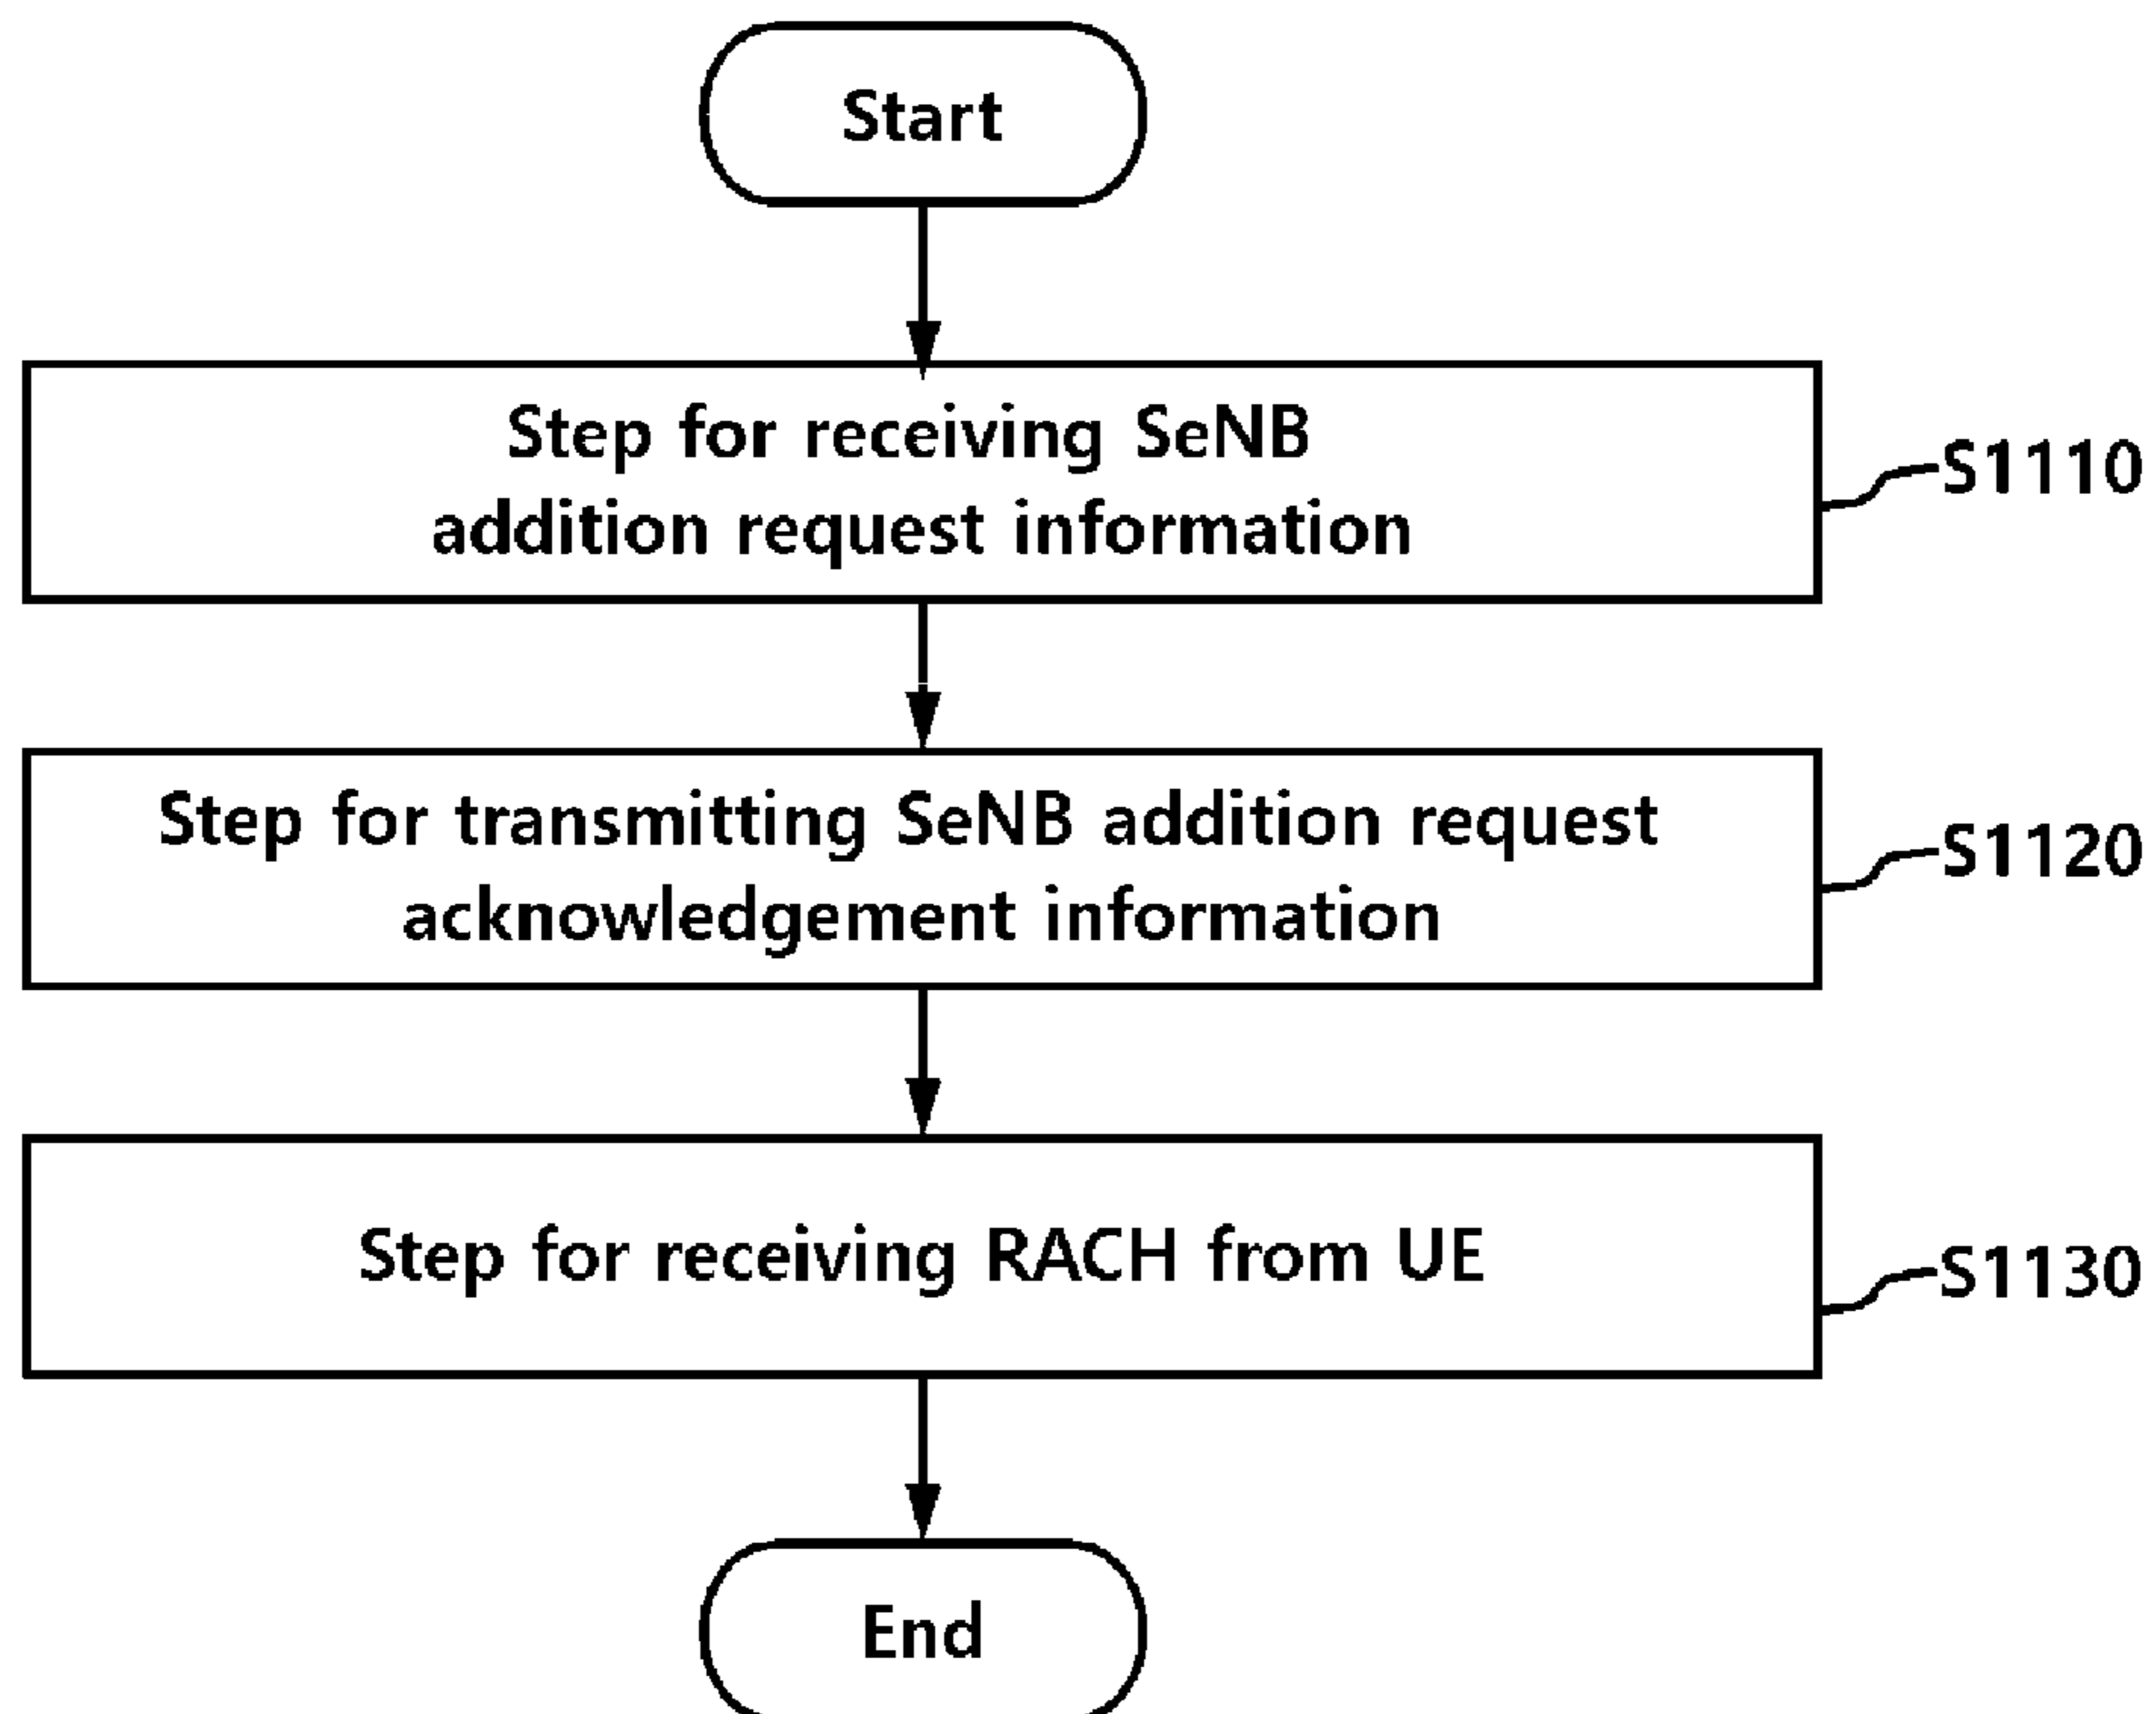 Start
Step for receiving SeNB
addition request information
S1110
Step for transmitting SeNB addition request
acknowledgement information
S1120
Step for receiving RACH from UE
S1130
End